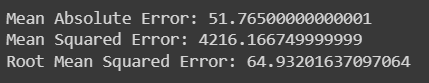 Mean Absolute Error: 51.76500000000001
Mean Squared Error: 4216.166749999999
Root Mean Squared Error: 64.93201637097064